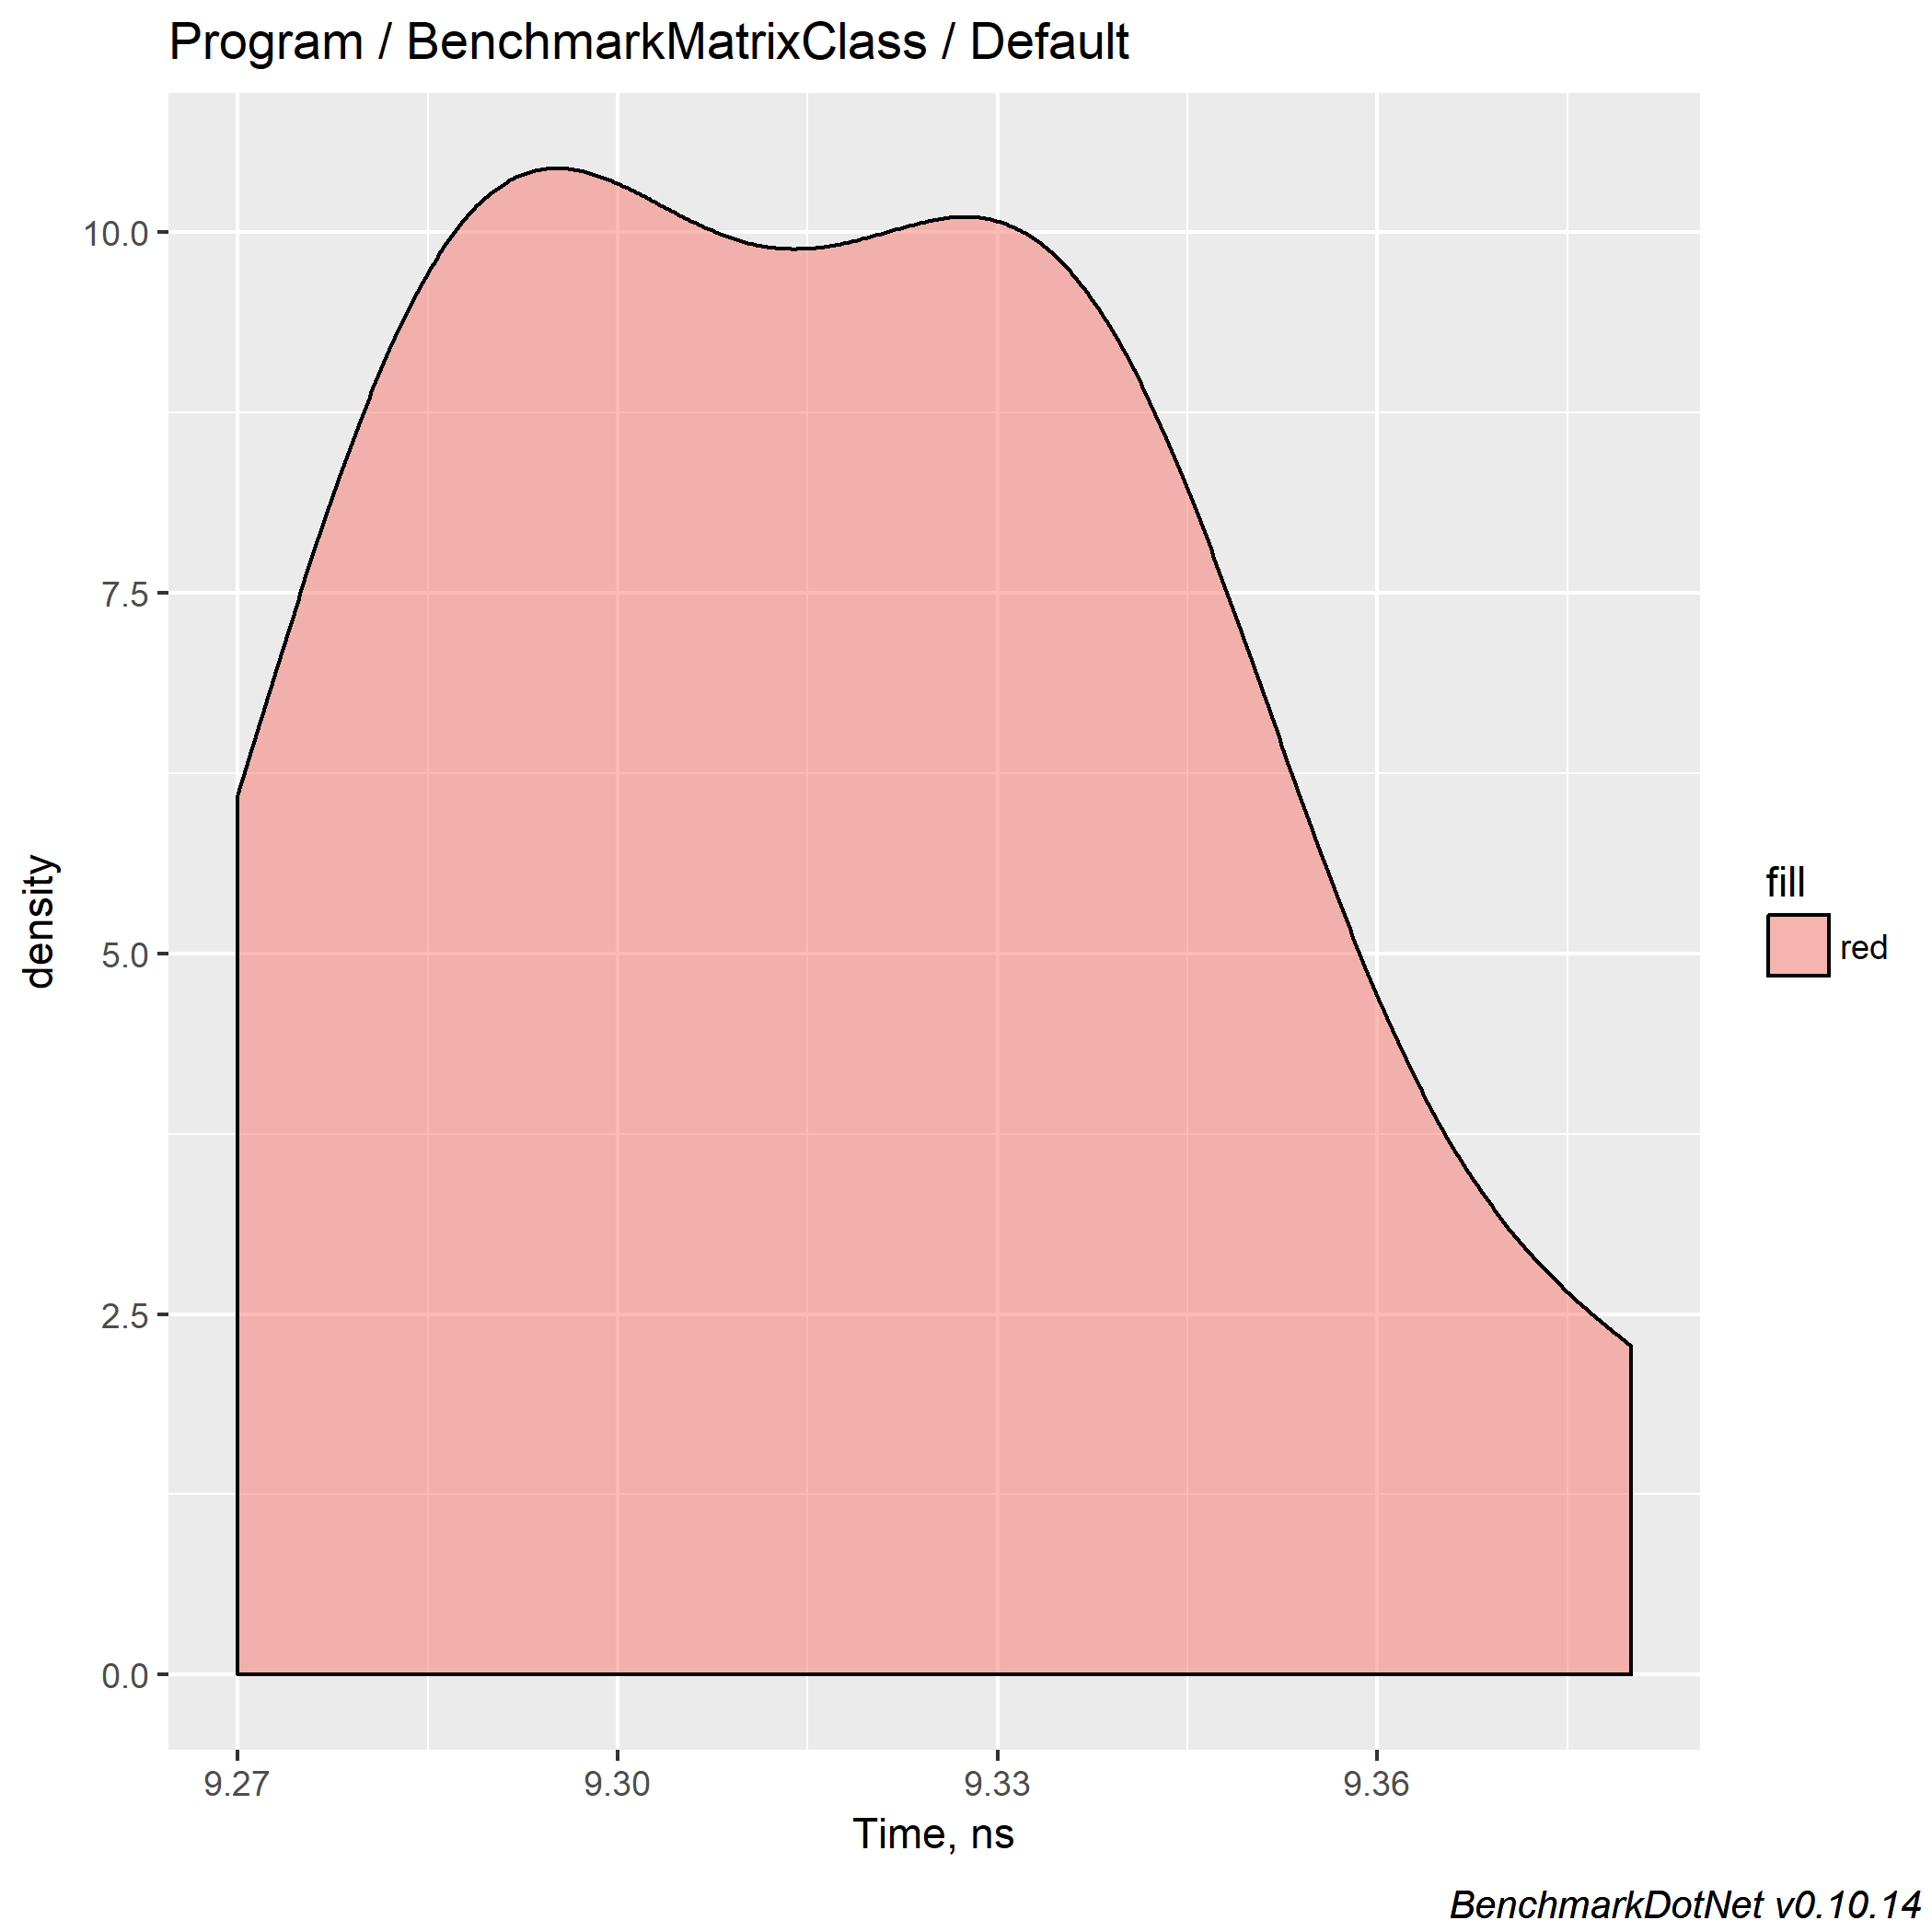 Program / BenchmarkMatrixClass / Default
10.0
7.5
5.0
2.5
0.0
density
9.27 9.30 9.33 9.36
Time, ns
fill
red
BenchmarkDotNet v0.10.14